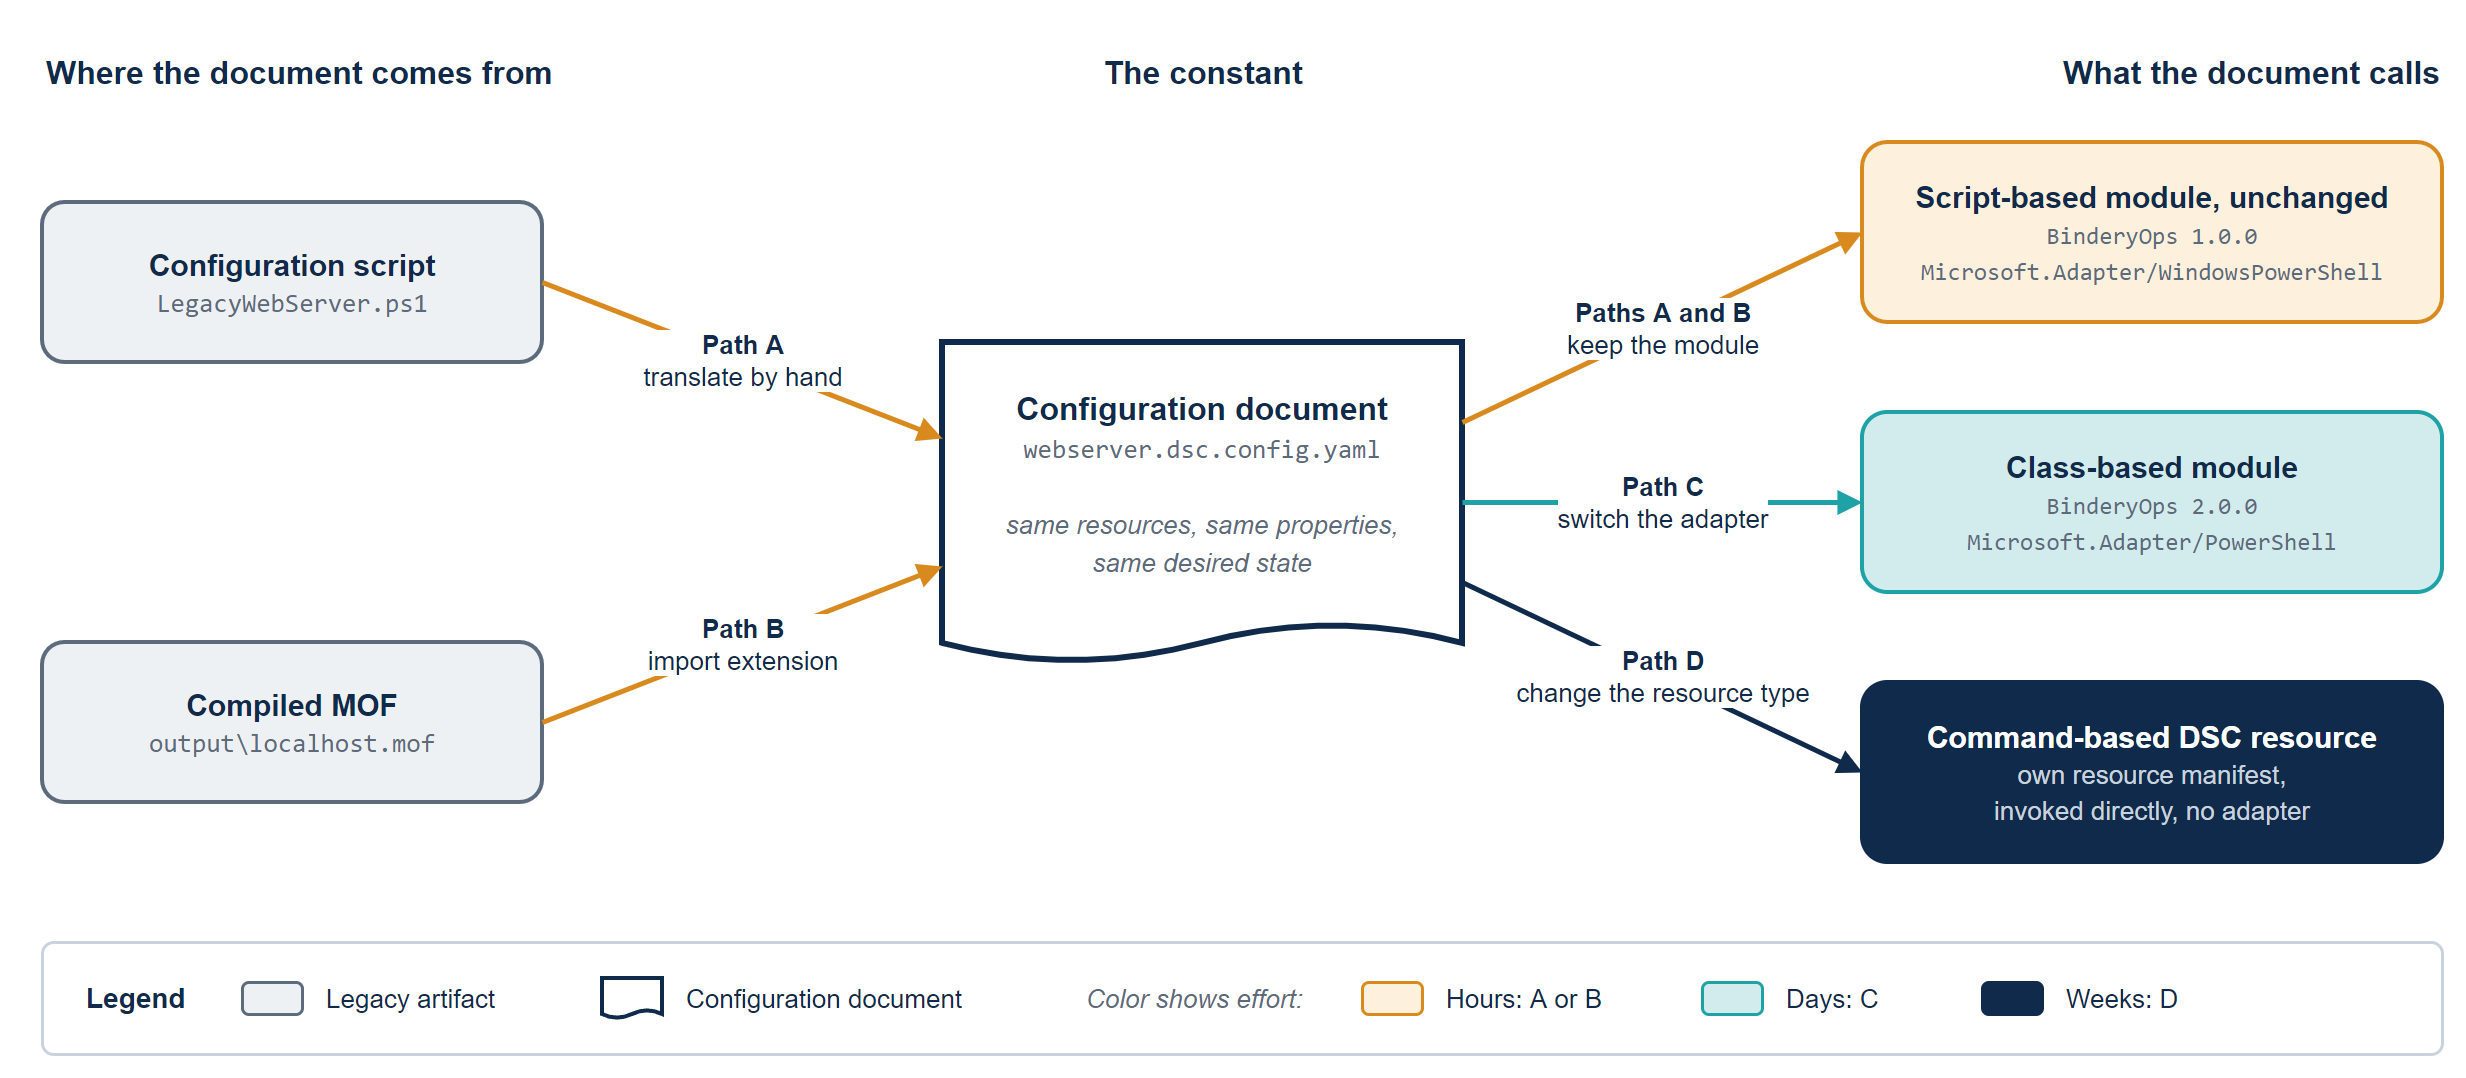 Where the document comes from
The constant
What the document calls
Configuration script
LegacyWebServer.ps1
Compiled MOF
output\localhost.mof
Path A
translate by hand
Path B
import extension
Configuration document
webserver.dsc.config.yaml
same resources, same properties,
same desired state
Paths A and B
keep the module
Path C
switch the adapter
Path D
change the resource type
Script-based module, unchanged
BinderyOps 1.0.0
Microsoft.Adapter/WindowsPowerShell
Class-based module
BinderyOps 2.0.0
Microsoft.Adapter/PowerShell
Command-based DSC resource
own resource manifest,
invoked directly, no adapter
Legend
Legacy artifact
Configuration document
Color shows effort:
Hours: A or B
Days: C
Weeks: D